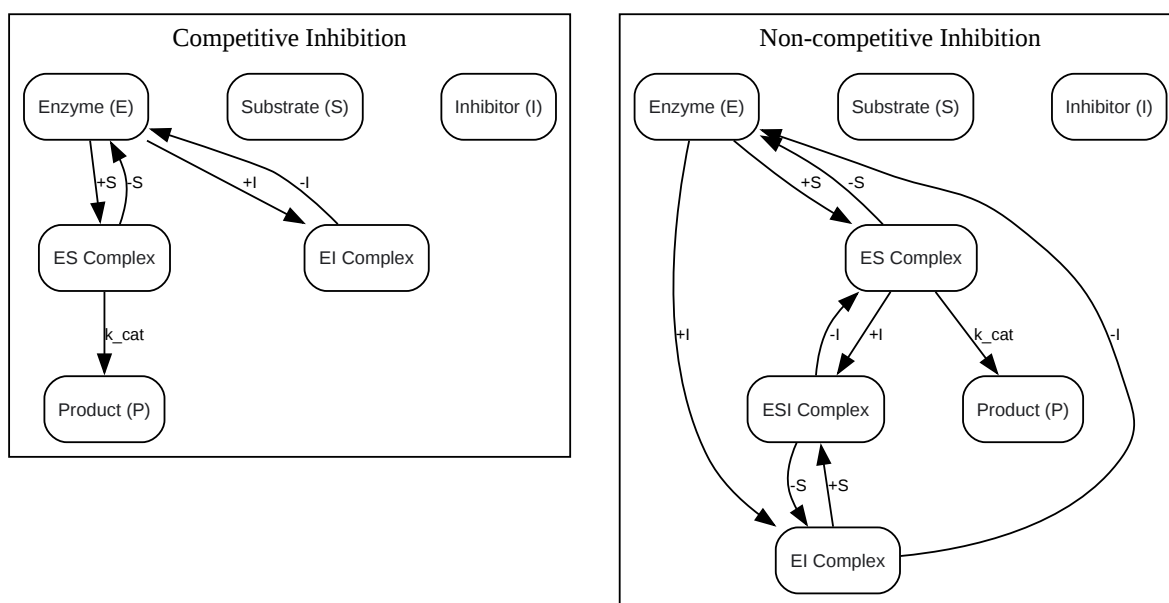 Competitive Inhibition
Enzyme (E)
Substrate (S)
Inhibitor (I)
+S
-S
+I
-I
ES Complex
EI Complex
k_cat
Product (P)
Non-competitive Inhibition
Enzyme (E)
Substrate (S)
Inhibitor (I)
+S
-S
ES Complex
+I
-I
+I
k_cat
-I
ESI Complex
Product (P)
-S
+S
EI Complex